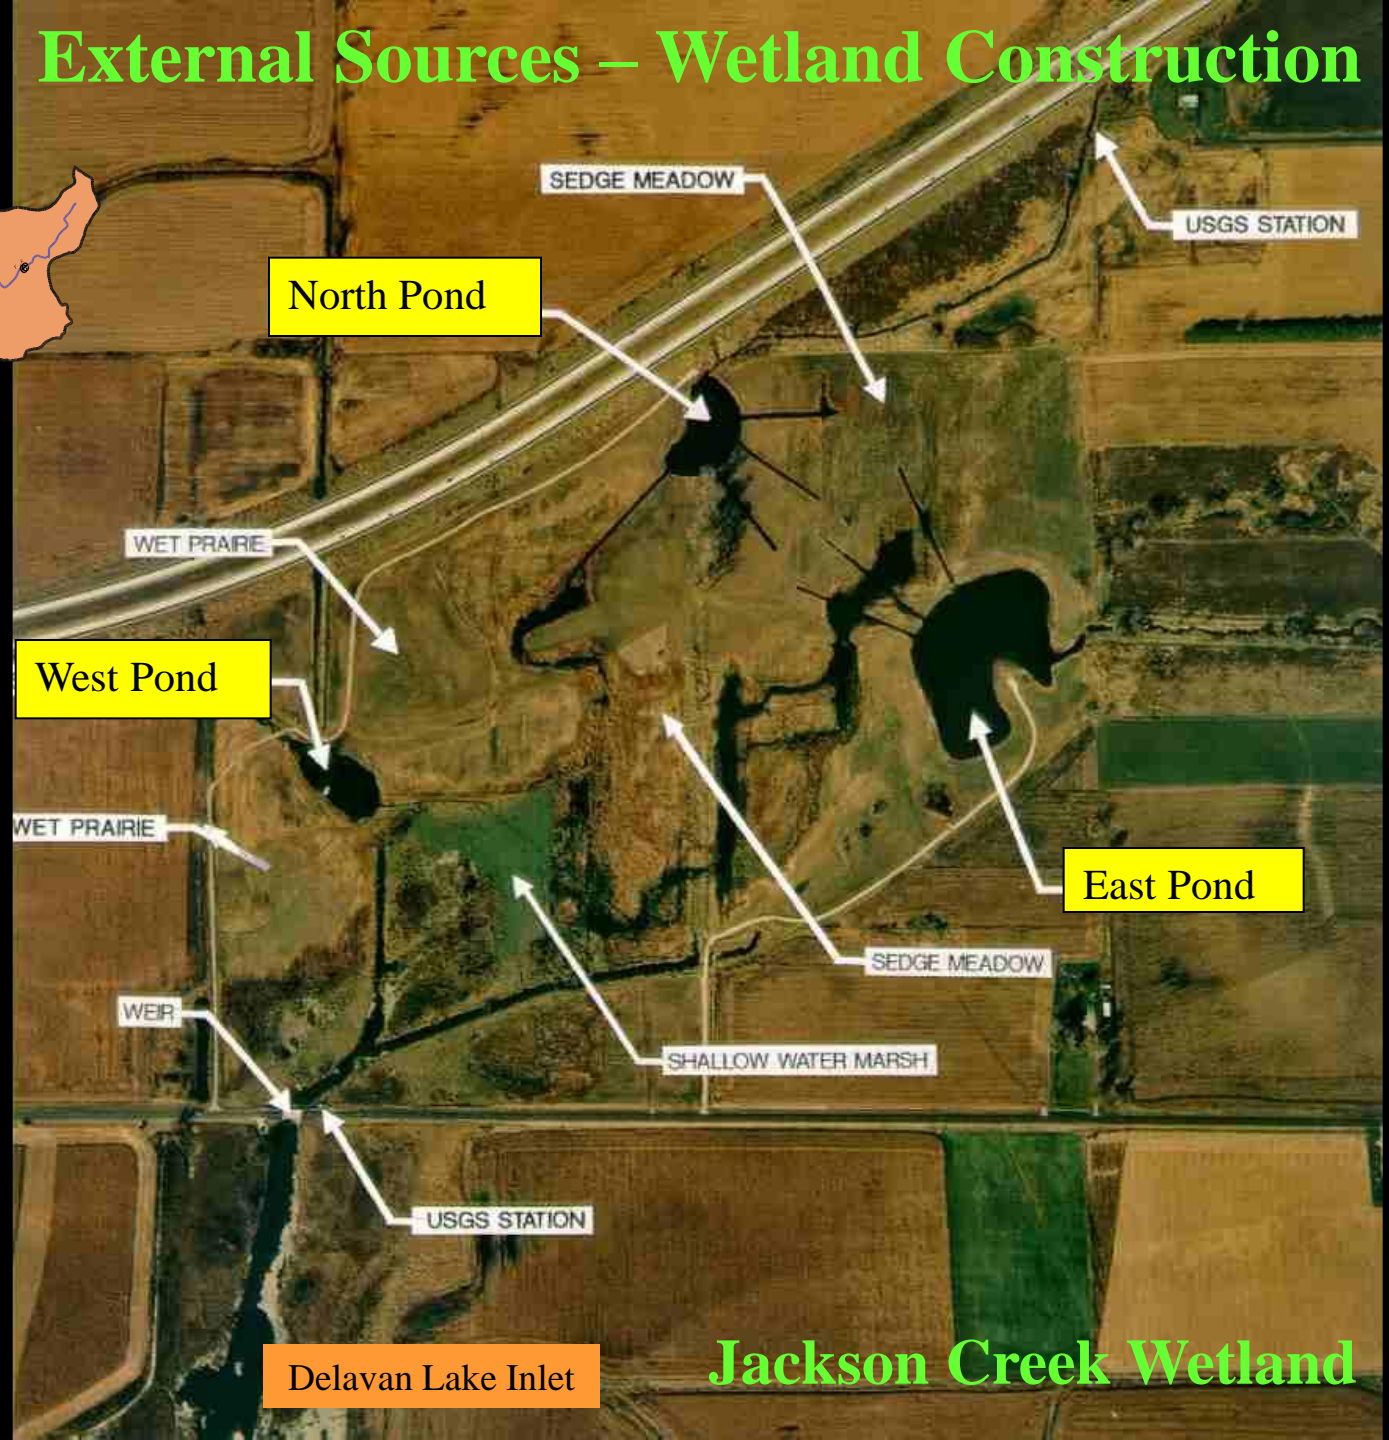 External Sources – Wetland Construction
SEDGE MEADOW
USGS STATION
North Pond
WET PRAIRIE
West Pond
WET PRAIRIE
East Pond
SEDGE MEADOW
WEIR
SHALLOW WATER MARSH
USGS STATION
Jackson Creek Wetland
Delavan Lake Inlet